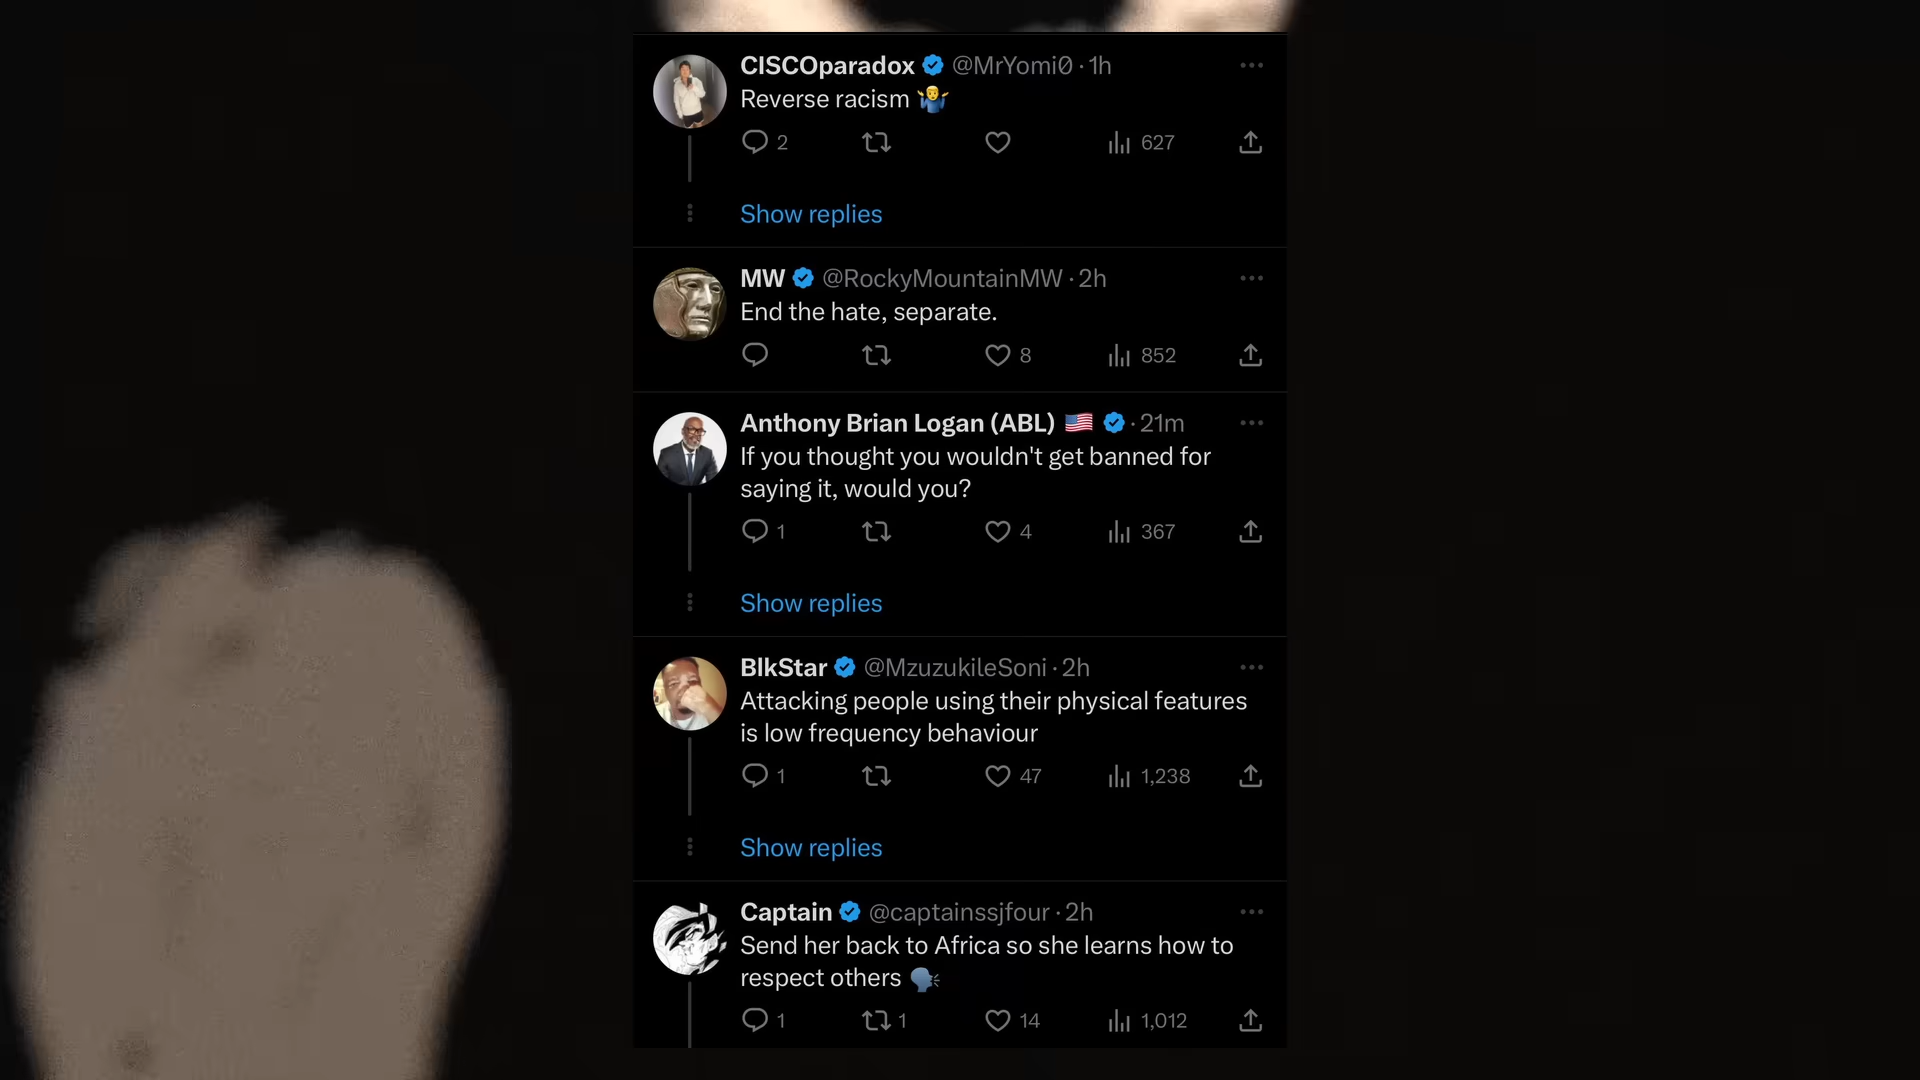 CISCOparadox @MrYomi0 · 1h
Reverse racism 🤷‍♂️
2 627
Show replies
MW @RockyMountainMW · 2h
End the hate, separate.
8 852
Anthony Brian Logan (ABL) 🇺🇸 · 21m
If you thought you wouldn't get banned for
saying it, would you?
1 4 367
Show replies
BlkStar @MzuzukileSoni · 2h
Attacking people using their physical features
is low frequency behaviour
1 47 1,238
Show replies
Captain @captainssjfour · 2h
Send her back to Africa so she learns how to
respect others 🗣️
1 1 14 1,012